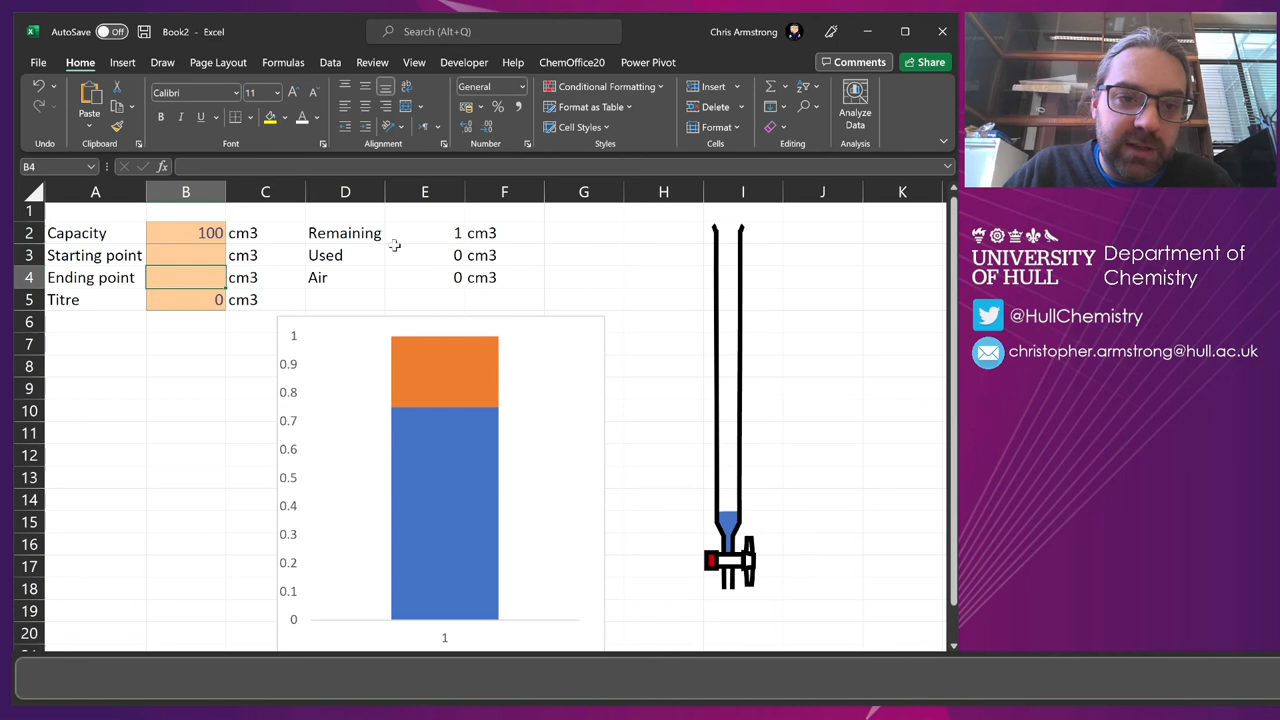 AutoSave Off Book2 - Excel Search (Alt+Q) Chris Armstrong
File Home Insert Draw Page Layout Formulas Data Review View Developer Help ChemOffice20 Power Pivot Comments Share
Paste Calibri 11 General Conditional Formatting Insert Analyze Data
B I U Format as Table Delete
Cell Styles Format
Undo Clipboard Font Alignment Number Styles Cells Editing Analysis
B4 fx
A B C D E F G H I J K
1
2 Capacity 100 cm3 Remaining 1 cm3
3 Starting point cm3 Used 0 cm3
4 Ending point cm3 Air 0 cm3
5 Titre 0 cm3
6
7
8
9
10
11
12
13
14
15
16
17
18
19
20
1
0.9
0.8
0.7
0.6
0.5
0.4
0.3
0.2
0.1
0
1
UNIVERSITY OF HULL
Department of Chemistry
@HullChemistry
christopher.armstrong@hull.ac.uk